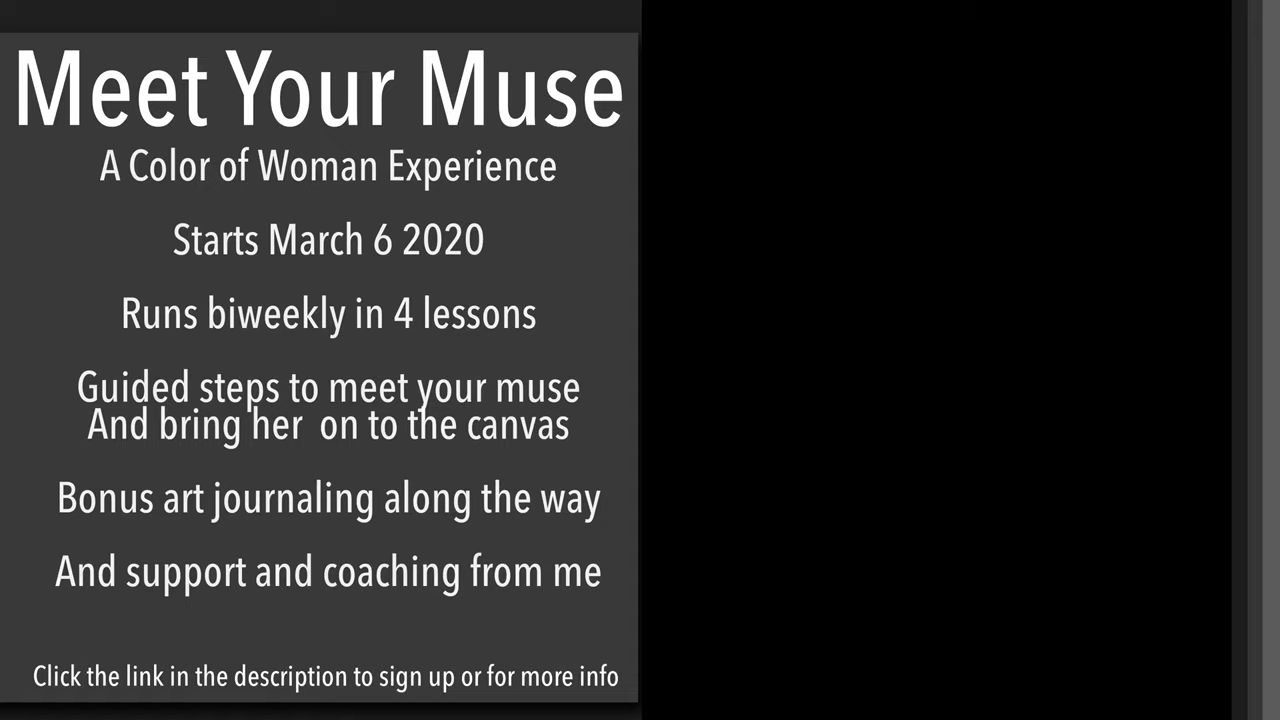 Meet Your Muse
A Color of Woman Experience
Starts March 6 2020
Runs biweekly in 4 lessons
Guided steps to meet your muse
And bring her  on to the canvas
Bonus art journaling along the way
And support and coaching from me
Click the link in the description to sign up or for more info